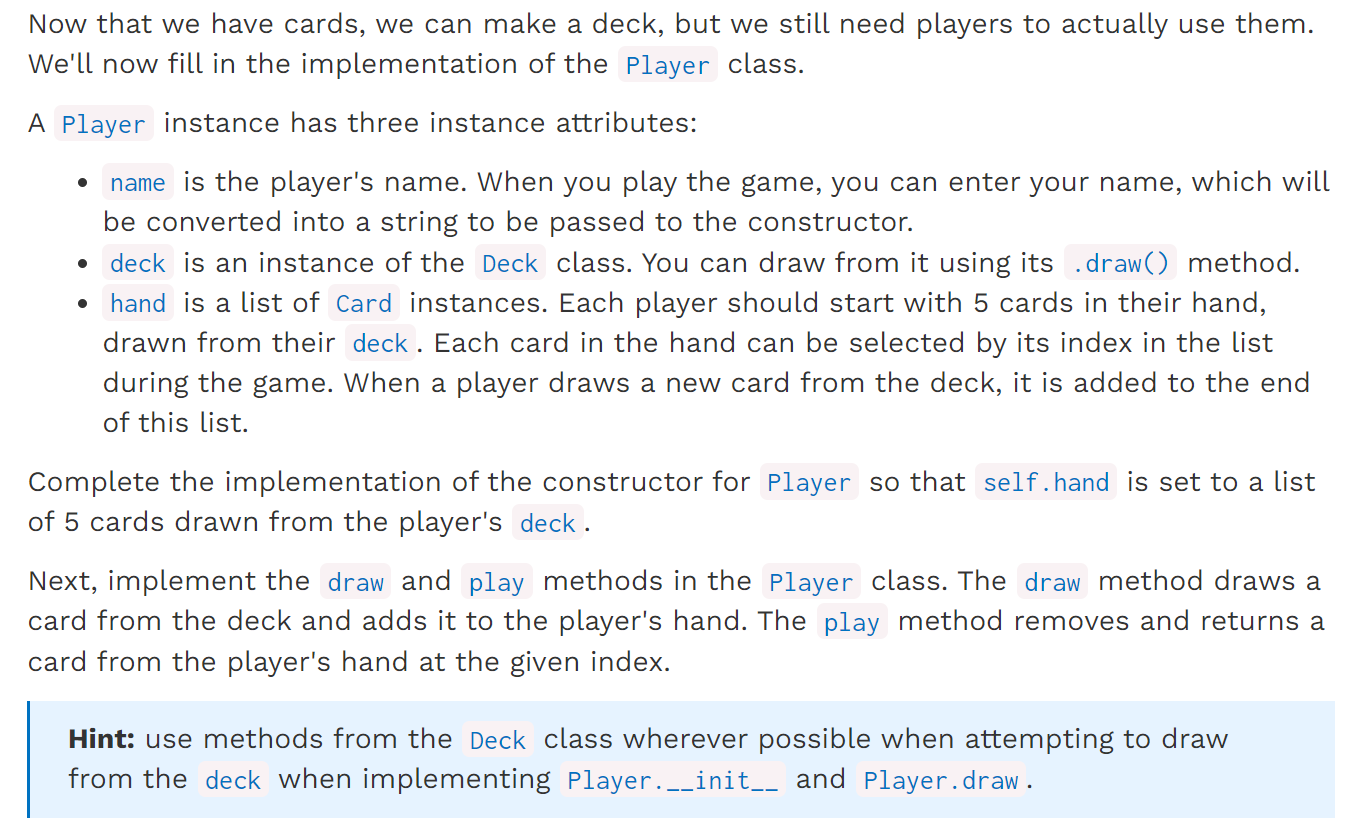 Now that we have cards, we can make a deck, but we still need players to actually use them.
We'll now fill in the implementation of the Player class.
A Player instance has three instance attributes:
• name is the player's name. When you play the game, you can enter your name, which will
be converted into a string to be passed to the constructor.
• deck is an instance of the Deck class. You can draw from it using its .draw() method.
• hand is a list of Card instances. Each player should start with 5 cards in their hand,
drawn from their deck. Each card in the hand can be selected by its index in the list
during the game. When a player draws a new card from the deck, it is added to the end
of this list.
Complete the implementation of the constructor for Player so that self.hand is set to a list
of 5 cards drawn from the player's deck.
Next, implement the draw and play methods in the Player class. The draw method draws a
card from the deck and adds it to the player's hand. The play method removes and returns a
card from the player's hand at the given index.
Hint: use methods from the Deck class wherever possible when attempting to draw
from the deck when implementing Player.__init__ and Player.draw.